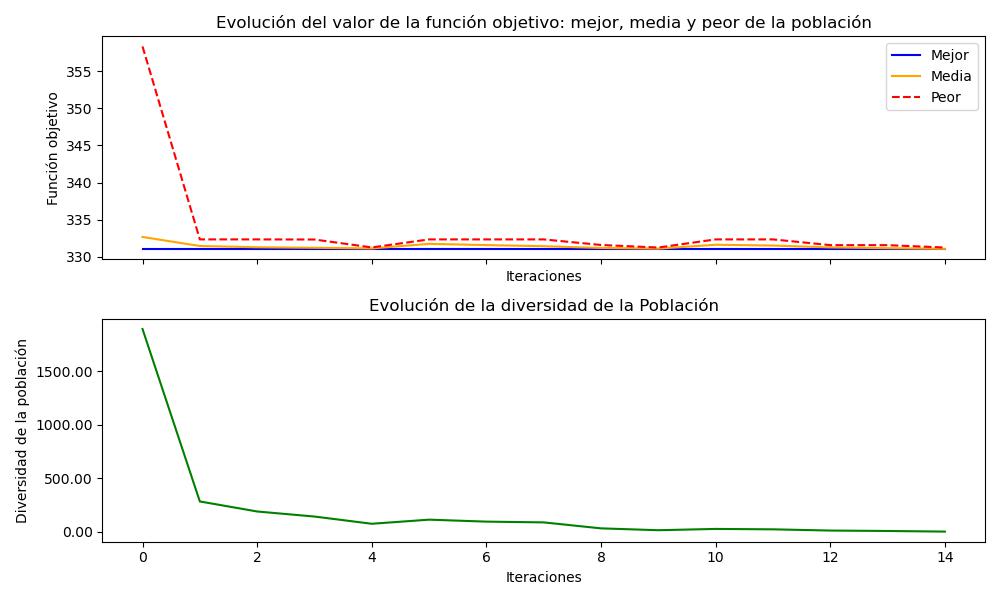 Evolución del valor de la función objetivo: mejor, media y peor de la población
Función objetivo
355
350
345
340
335
330
Mejor
Media
Peor
Iteraciones
Evolución de la diversidad de la Población
Diversidad de la población
1500.00
1000.00
500.00
0.00
0 2 4 6 8 10 12 14
Iteraciones